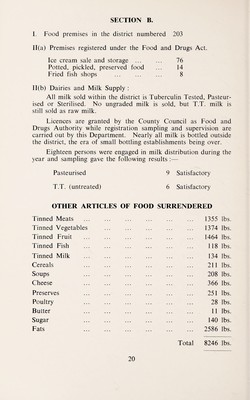 SECTION B.
I. Food premises in the district numbered 203
II(a) Premises registered under the Food and Drugs Act.
Ice cream sale and storage ... ... 76
Potted, pickled, preserved food ... 14
Fried fish shops ... ... ... 8
II(b) Dairies and Milk Supply :
All milk sold within the district is Tuberculin Tested, Pasteur-
ised or Sterilised. No ungraded milk is sold, but T.T. milk is
still sold as raw milk.
Licences are granted by the County Council as Food and
Drugs Authority while registration sampling and supervision are
carried out by this Department. Nearly all milk is bottled outside
the district, the era of small bottling establishments being over.
Eighteen persons were engaged in milk distribution during the
year and sampling gave the following results :—
Pasteurised 9 Satisfactory
T.T. (untreated) 6 Satisfactory
OTHER ARTICLES OF FOOD SURRENDERED
Tinned Meats ... ... ... ... ... ... 1355 lbs.
Tinned Vegetables ... ... ... ... ... 1374 lbs.
Tinned Fruit ... ... ... ... ... ... 1464 lbs.
Tinned Fish ... ... ... ... ... ... 118 lbs.
Tinned Milk ... ... ... ... ... ... 134 lbs.
Cereals ... ... ... ... ... ... 211 lbs.
Soups ... ... ... ... ... ... 208 lbs.
Cheese ... ... ... ... ... ... 366 lbs.
Preserves ... ... ... ... ... ... 251 lbs.
Poultry ... ... ... ... ... ... 28 lbs.
Butter ... ... ... ... ... ... 11 lbs.
Sugar ... ... ... ... ... ... 140 lbs.
Fats ... ... ... ... ... ... 2586 lbs.
Total 8246 lbs.
20